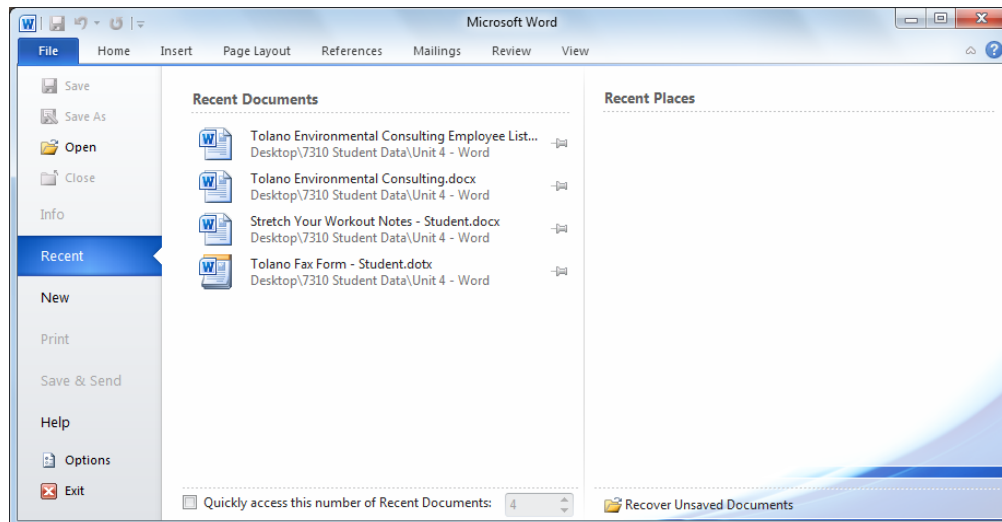 Microsoft Word
File Home Insert Page Layout References Mailings Review View
Save
Save As
Open
Close
Info
Recent
New
Print
Save & Send
Help
Options
Exit
Recent Documents
Tolano Environmental Consulting Employee List...
Desktop\7310 Student Data\Unit 4 - Word
Tolano Environmental Consulting.docx
Desktop\7310 Student Data\Unit 4 - Word
Stretch Your Workout Notes - Student.docx
Desktop\7310 Student Data\Unit 4 - Word
Tolano Fax Form - Student.dotx
Desktop\7310 Student Data\Unit 4 - Word
Quickly access this number of Recent Documents: 4
Recent Places
Recover Unsaved Documents